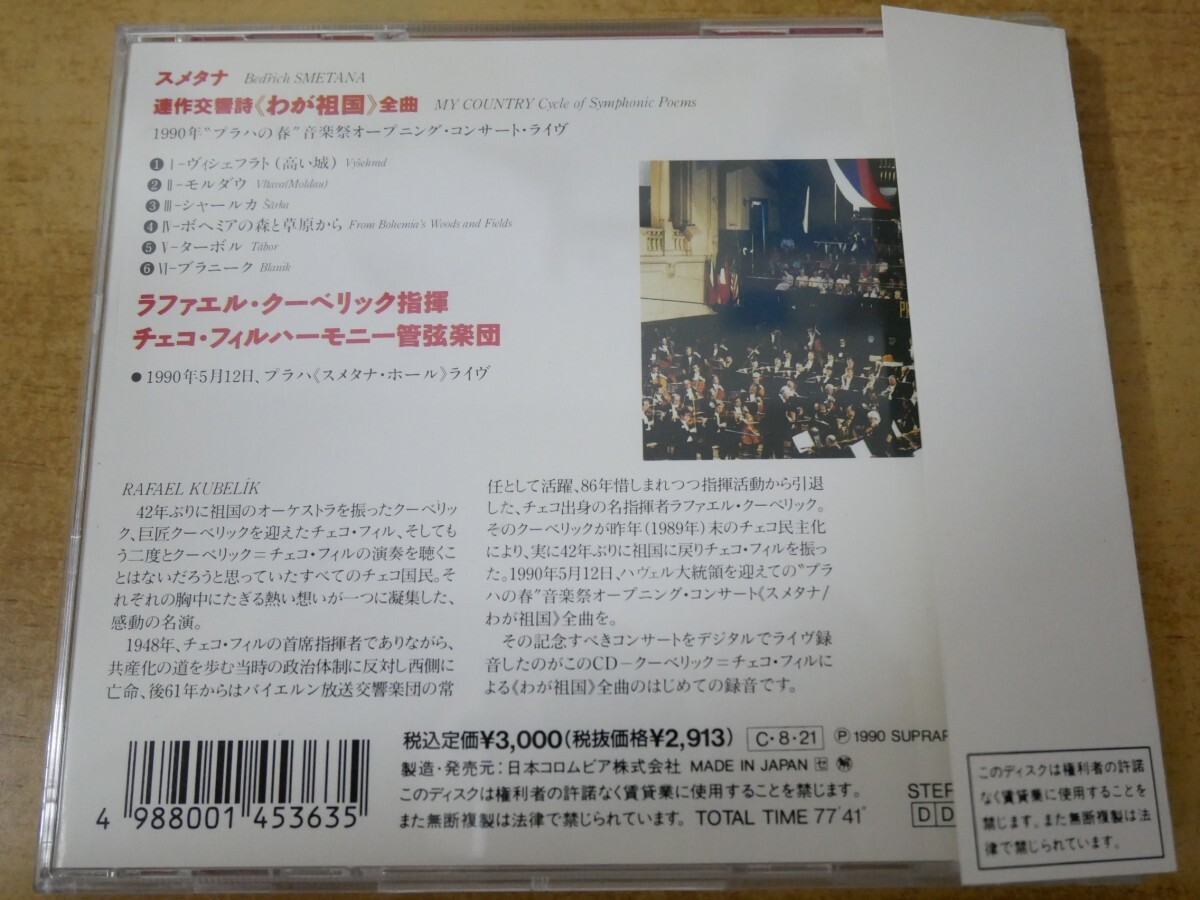 スメタナ Bedřich SMETANA
連作交響詩《わが祖国》全曲 MY COUNTRY Cycle of Symphonic Poems
1990年“プラハの春”音楽祭オープニング・コンサート・ライヴ
❶ Ⅰ-ヴィシェフラト(高い城) Vyšehrad
❷ Ⅱ-モルダウ Vltava(Moldau)
❸ Ⅲ-シャールカ Šárka
❹ Ⅳ-ボヘミアの森と草原から From Bohemia's Woods and Fields
❺ Ⅴ-ターボル Tábor
❻ Ⅵ-ブラニーク Blaník
ラファエル・クーベリック指揮
チェコ・フィルハーモニー管弦楽団
●1990年5月12日、プラハ《スメタナ・ホール》ライヴ
RAFAEL KUBELÍK
42年ぶりに祖国のオーケストラを振ったクーベリッ
ク、巨匠クーベリックを迎えたチェコ・フィル、そしても
う二度とクーベリック=チェコ・フィルの演奏を聴くこ
とはないだろうと思っていたすべてのチェコ国民。そ
れぞれの胸中にたぎる熱い想いが一つに凝集した、
感動の名演。
1948年、チェコ・フィルの首席指揮者でありながら、
共産化の道を歩む当時の政治体制に反対し西側に
亡命、後61年からはバイエルン放送交響楽団の常
任として活躍、86年惜しまれつつ指揮活動から引退
した、チェコ出身の名指揮者ラファエル・クーベリック。
そのクーベリックが昨年(1989年)末のチェコ民主化
により、実に42年ぶりに祖国に戻りチェコ・フィルを振っ
た。1990年5月12日、ハヴェル大統領を迎えての“プラ
ハの春”音楽祭オープニング・コンサート《スメタナ/
わが祖国》全曲を。
その記念すべきコンサートをデジタルでライヴ録
音したのがこのCD-クーベリック=チェコ・フィルに
よる《わが祖国》全曲のはじめての録音です。
税込定価¥3,000(税抜価格¥2,913) C・8・21 Ⓟ 1990 SUPRAP
製造・発売元:日本コロムビア株式会社 MADE IN JAPAN
このディスクは権利者の許諾なく賃貸業に使用することを禁じます。
また無断複製は法律で禁じられています。 TOTAL TIME 77'41"
STER
DD
4 988001 453635
このディスクは権利者の許諾
なく賃貸業に使用することを
禁じます。また無断複製は法
律で禁じられています。